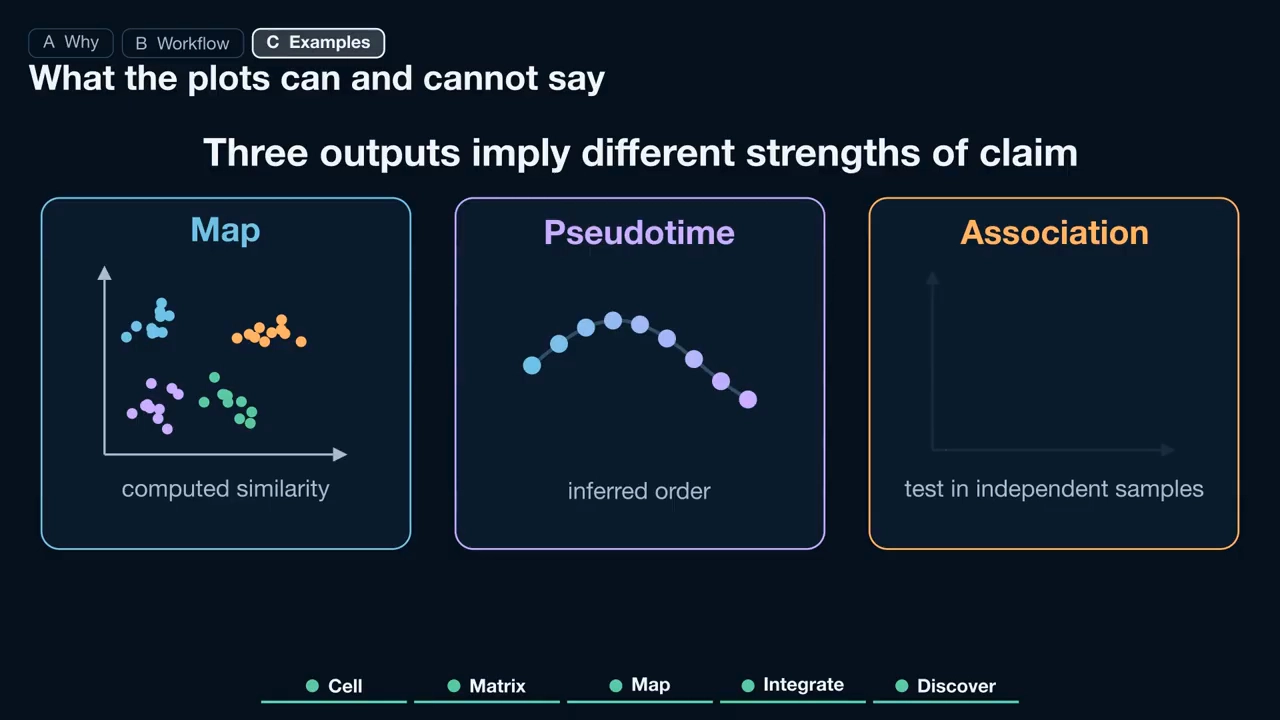 A Why
B Workflow
C Examples
What the plots can and cannot say
Three outputs imply different strengths of claim
Map
computed similarity
Pseudotime
inferred order
Association
test in independent samples
Cell
Matrix
Map
Integrate
Discover